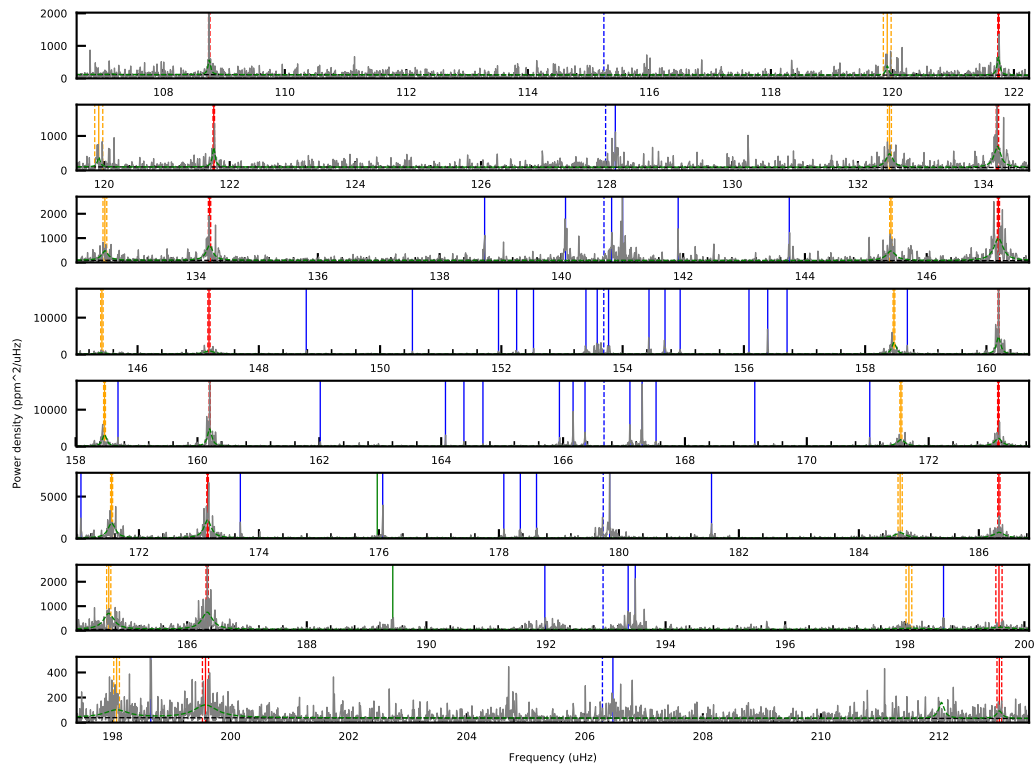 2000
0
108 110 112 114 116 118 120 122
1000
0
120 122 124 126 128 130 132 134
2000
1000
0
134 136 138 140 142 144 146
10000
0
146 148 150 152 154 156 158 160
10000
0
158 160 162 164 166 168 170 172
5000
0
172 174 176 178 180 182 184 186
2000
1000
0
186 188 190 192 194 196 198 200
400
200
0
198 200 202 204 206 208 210 212
Power density (ppm^2/(uHz)
Frequency (uHz)